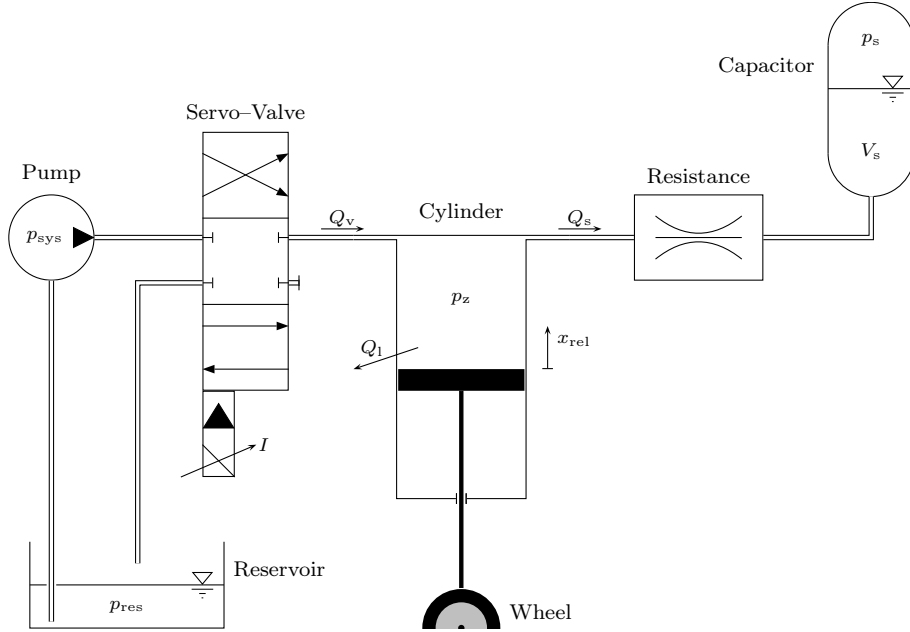 p_s
Capacitor
Servo–Valve
V_s
Pump
Resistance
Q_v
Cylinder
Q_s
p_sys
p_z
x_rel
Q_l
I
Reservoir
p_res
Wheel